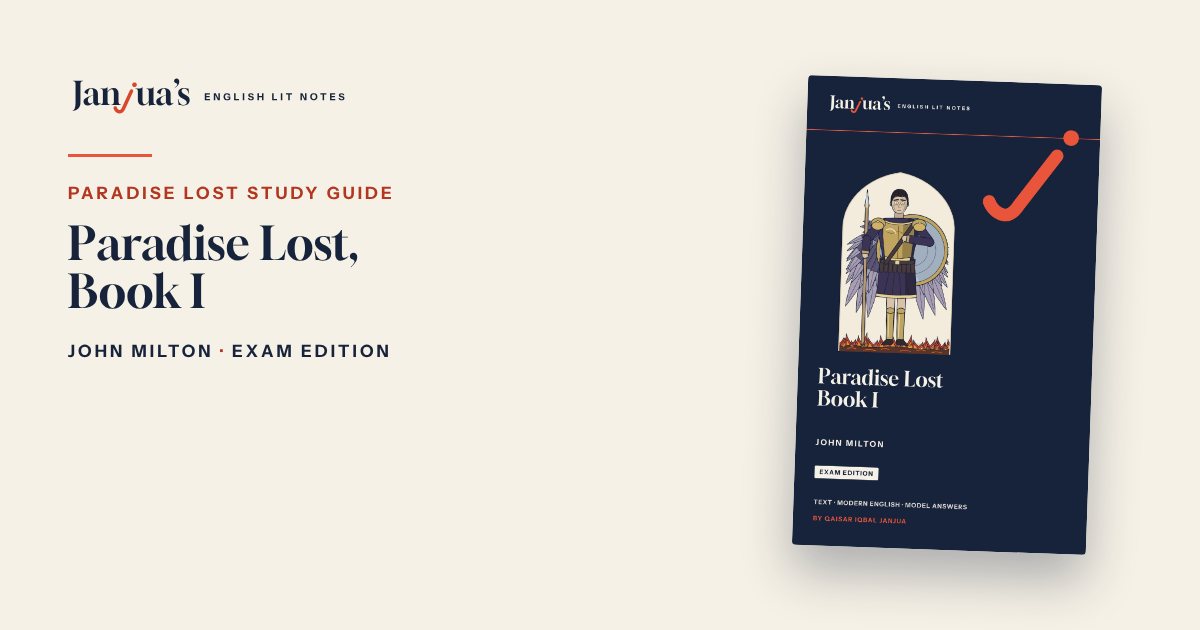 Janjua's ENGLISH LIT NOTES
PARADISE LOST STUDY GUIDE
Paradise Lost,
Book I
JOHN MILTON · EXAM EDITION
Janjua's ENGLISH LIT NOTES
Paradise Lost
Book I
JOHN MILTON
EXAM EDITION
TEXT · MODERN ENGLISH · MODEL ANSWERS
BY QAISAR IQBAL JANJUA